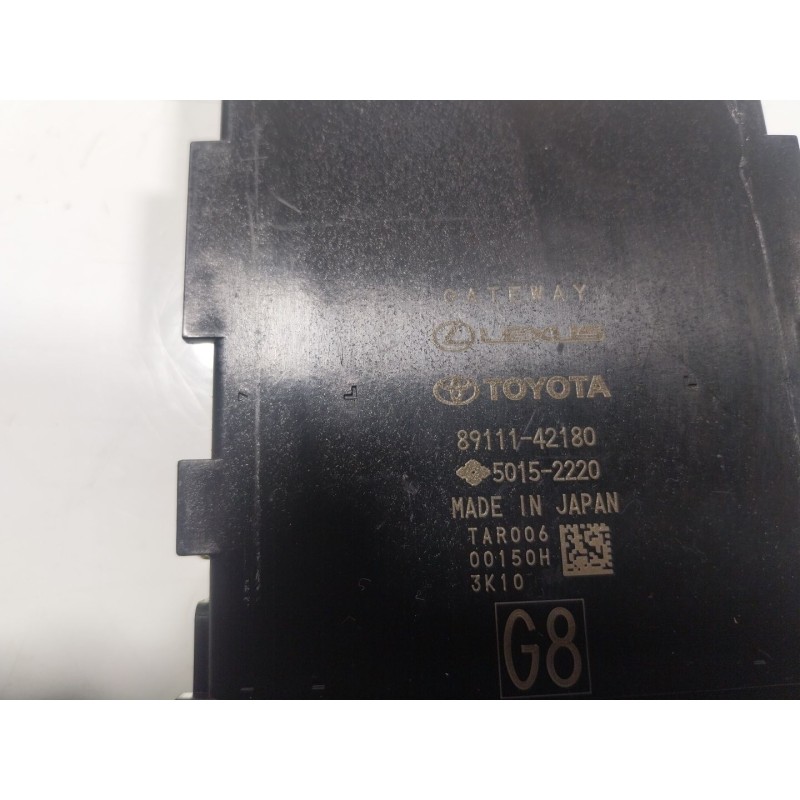 GATEWAY
LEXUS
TOYOTA
89111-42180
5015-2220
MADE IN JAPAN
TAR006
00150H
3K10
G8